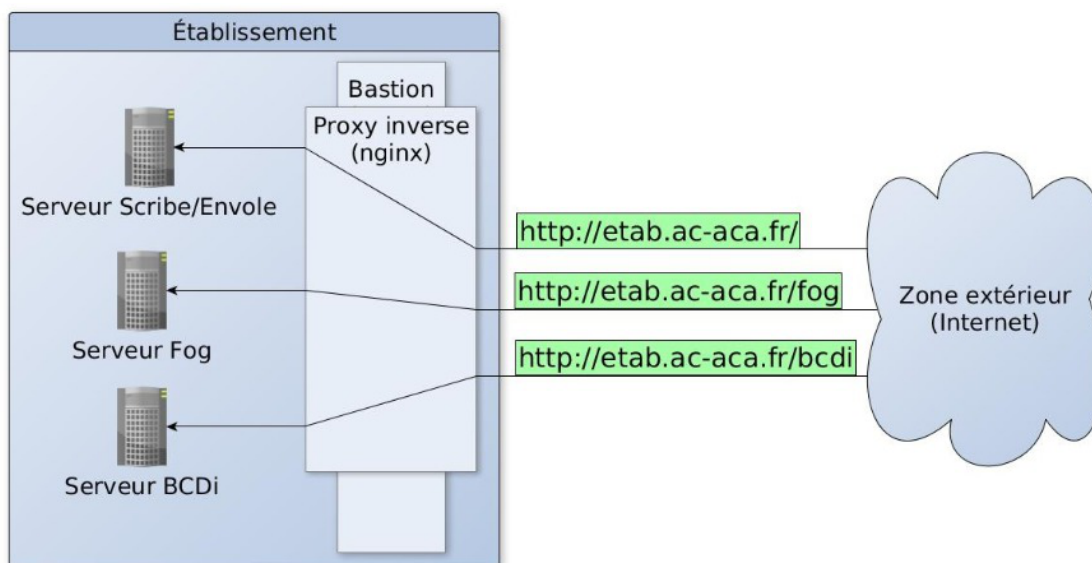 Établissement
Bastion
Proxy inverse
(nginx)
Serveur Scribe/Envole
Serveur Fog
Serveur BCDi
http://etab.ac-aca.fr/
http://etab.ac-aca.fr/fog
http://etab.ac-aca.fr/bcdi
Zone extérieur
(Internet)